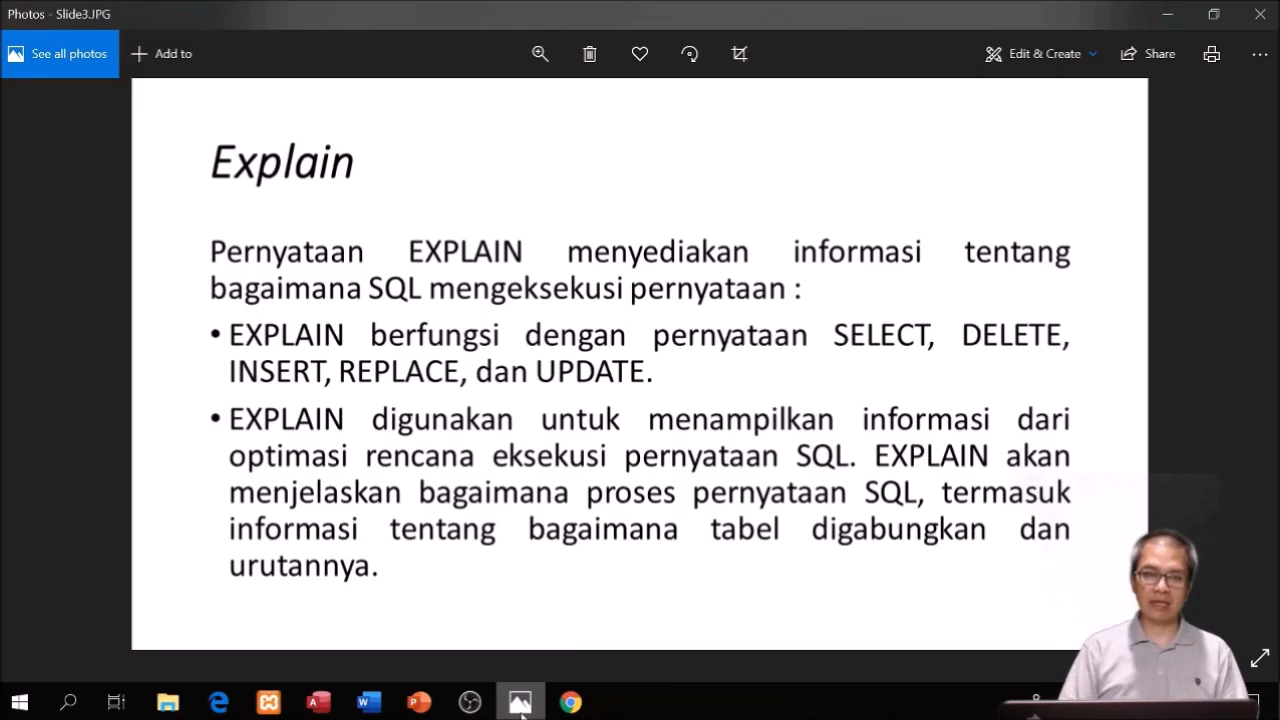 Photos - Slide3.JPG
See all photos
Add to
Edit & Create
Share
Explain
Pernyataan EXPLAIN menyediakan informasi tentang
bagaimana SQL mengeksekusi pernyataan :
• EXPLAIN berfungsi dengan pernyataan SELECT, DELETE,
INSERT, REPLACE, dan UPDATE.
• EXPLAIN digunakan untuk menampilkan informasi dari
optimasi rencana eksekusi pernyataan SQL. EXPLAIN akan
menjelaskan bagaimana proses pernyataan SQL, termasuk
informasi tentang bagaimana tabel digabungkan dan
urutannya.